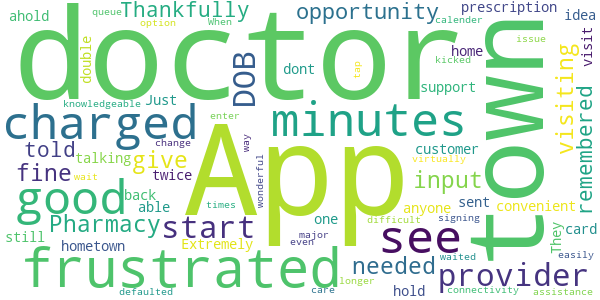 queue
Thankfully
When
calender
prescription
ahold
option
opportunity
idea
double
doctor
home
issue
kicked
visit
dont
tap
DOB
support
knowledgeable
Just
enter
town
visiting
remembered
charged
App
minutes
change
way
told
talking
give
customer
virtually
fine
wait
twice
wonderful
see
input
convenient
good
back
able
times
one
anyone
sent
signing
card
Pharmacy
start
difficult
They
still
hometown
Extremely
major
even
waited
easily
frustrated
needed
provider
longer
defaulted
care
hold
connectivity
assistance